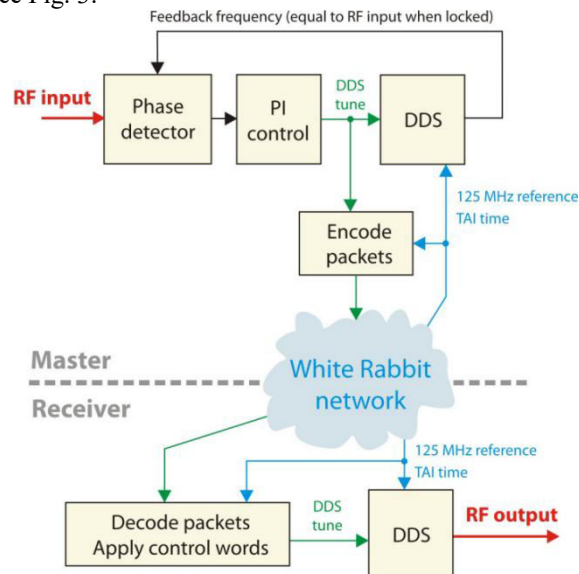 Feedback frequency (equal to RF input when locked)
RF input
Phase
detector
PI
control
DDS
tune
DDS
125 MHz reference
TAI time
Encode
packets
Master
White Rabbit
network
Receiver
125 MHz reference
TAI time
Decode packets
Apply control words
DDS
tune
DDS
RF output